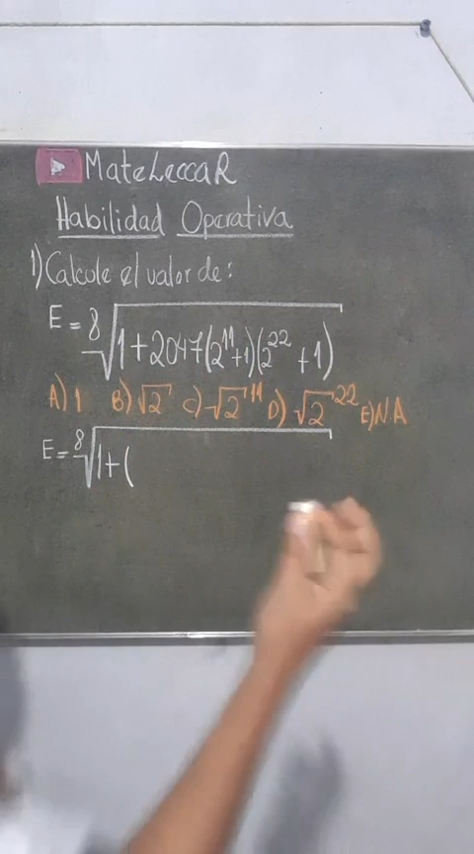 MateLeccaR
Habilidad Operativa
1) Calcule el valor de:
E = ⁸√(1+2047(2¹¹+1)(2²²+1))
A) 1 B) √2 C) √2¹¹ D) √2²² E) N.A
E = ⁸√(1+(